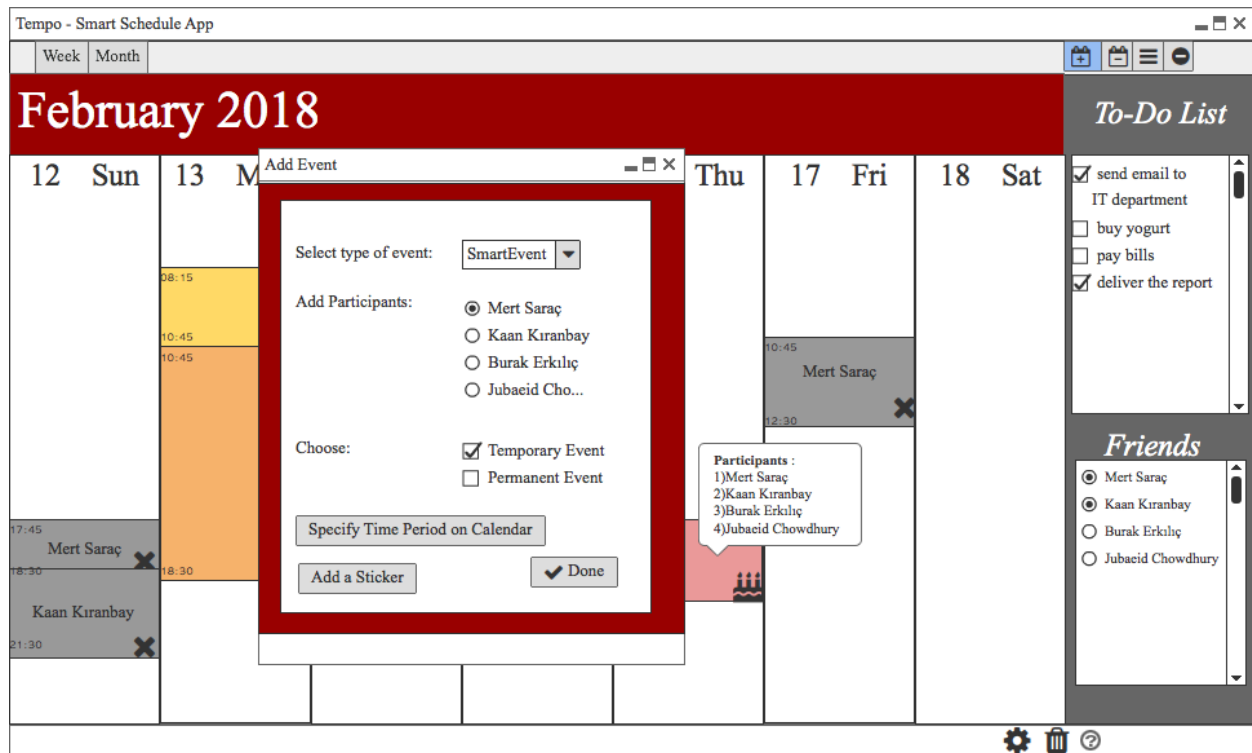 Tempo - Smart Schedule App
Week Month
February 2018
To-Do List
12 Sun 13 M Thu 17 Fri 18 Sat
send email to
IT department
buy yogurt
pay bills
deliver the report
Add Event
Select type of event: SmartEvent
Add Participants:
Mert Saraç
Kaan Kıranbay
Burak Erkılıç
Jubaeid Cho...
Choose:
Temporary Event
Permanent Event
Specify Time Period on Calendar
Add a Sticker
Done
08:15
10:45
10:45
18:30
17:45
Mert Saraç
18:30
Kaan Kıranbay
21:30
10:45
Mert Saraç
12:30
Participants :
1)Mert Saraç
2)Kaan Kıranbay
3)Burak Erkılıç
4)Jubaeid Chowdhury
Friends
Mert Saraç
Kaan Kıranbay
Burak Erkılıç
Jubaeid Chowdhury